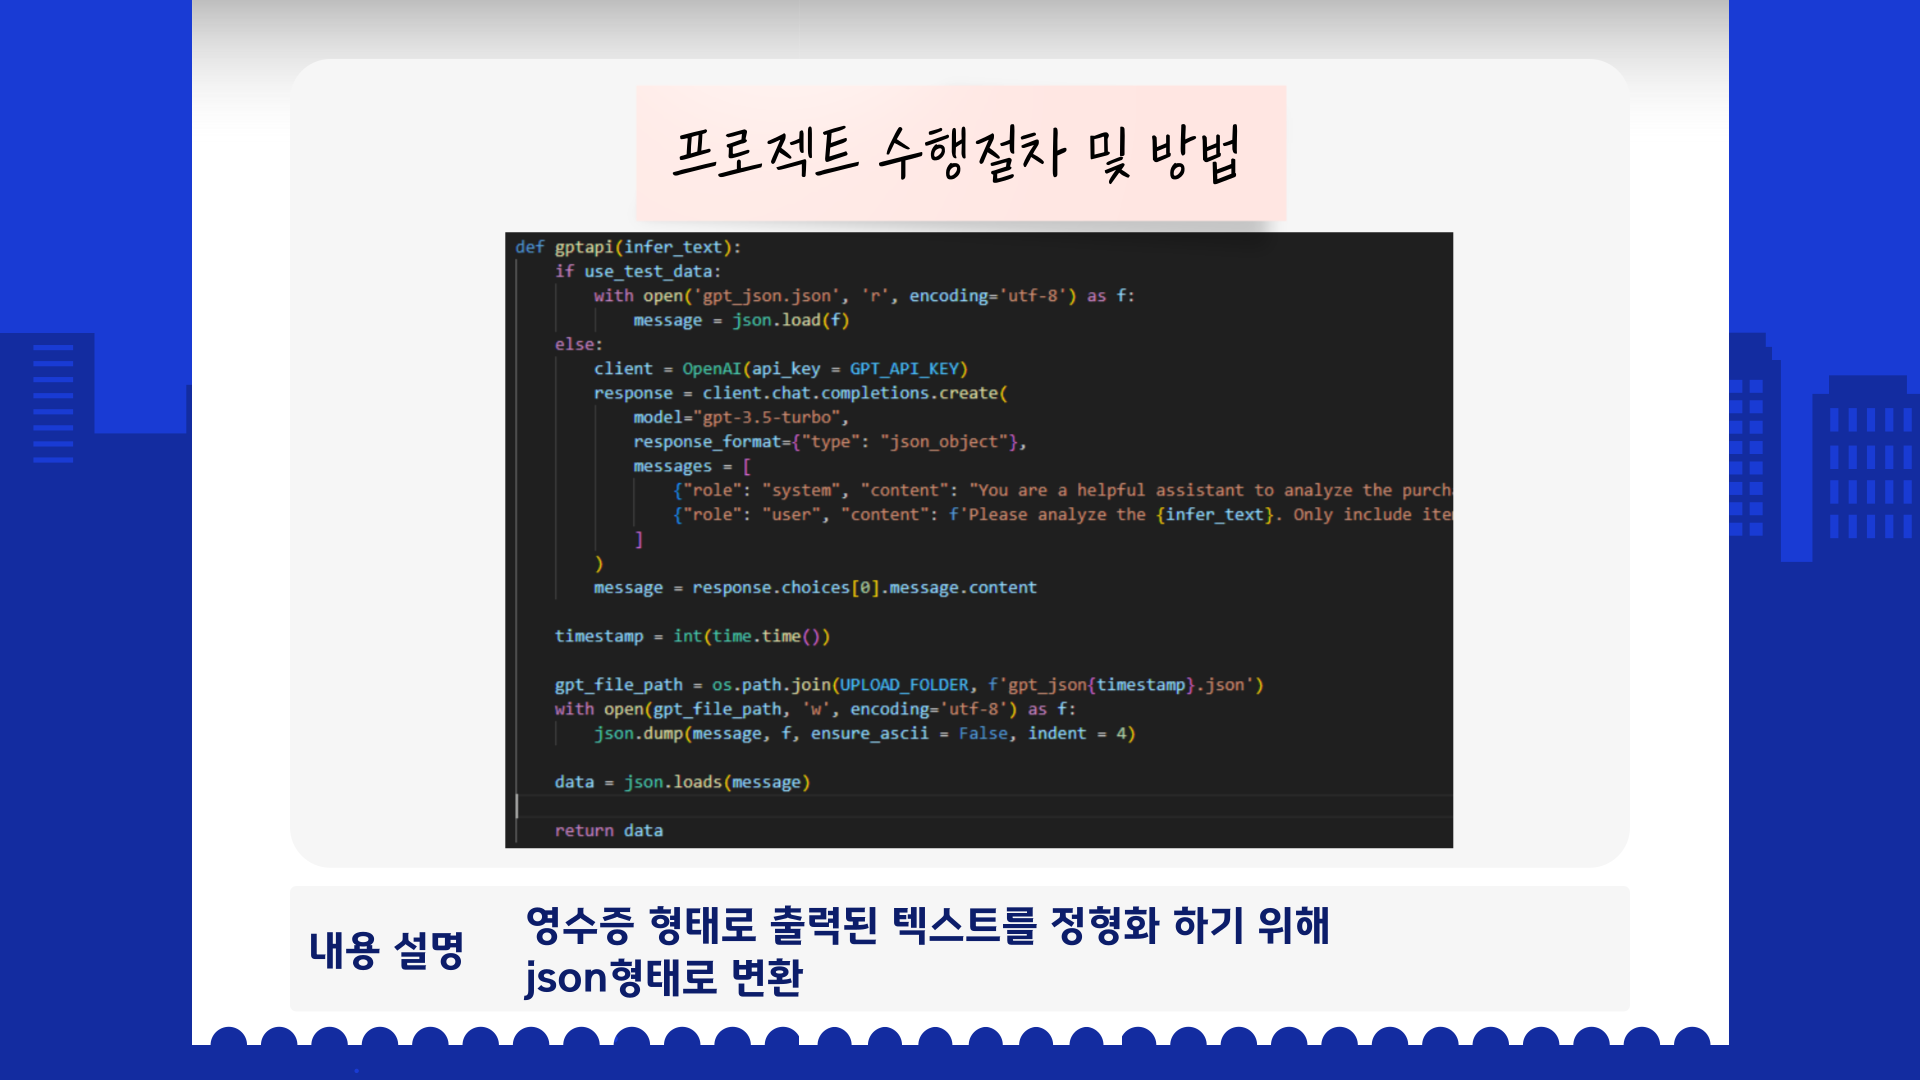 프로젝트 수행절차 및 방법
def gptapi(infer_text):
    if use_test_data:
        with open('gpt_json.json', 'r', encoding='utf-8') as f:
            message = json.load(f)
    else:
        client = OpenAI(api_key = GPT_API_KEY)
        response = client.chat.completions.create(
            model="gpt-3.5-turbo",
            response_format={"type": "json_object"},
            messages = [
                {"role": "system", "content": "You are a helpful assistant to analyze the
                {"role": "user", "content": f'Please analyze the {infer_text}. Only include
            ]
        )
        message = response.choices[0].message.content
    timestamp = int(time.time())
    gpt_file_path = os.path.join(UPLOAD_FOLDER, f'gpt_json{timestamp}.json')
    with open(gpt_file_path, 'w', encoding='utf-8') as f:
        json.dump(message, f, ensure_ascii = False, indent = 4)
    data = json.loads(message)
    return data
내용 설명
영수증 형태로 출력된 텍스트를 정형화 하기 위해
json형태로 변환